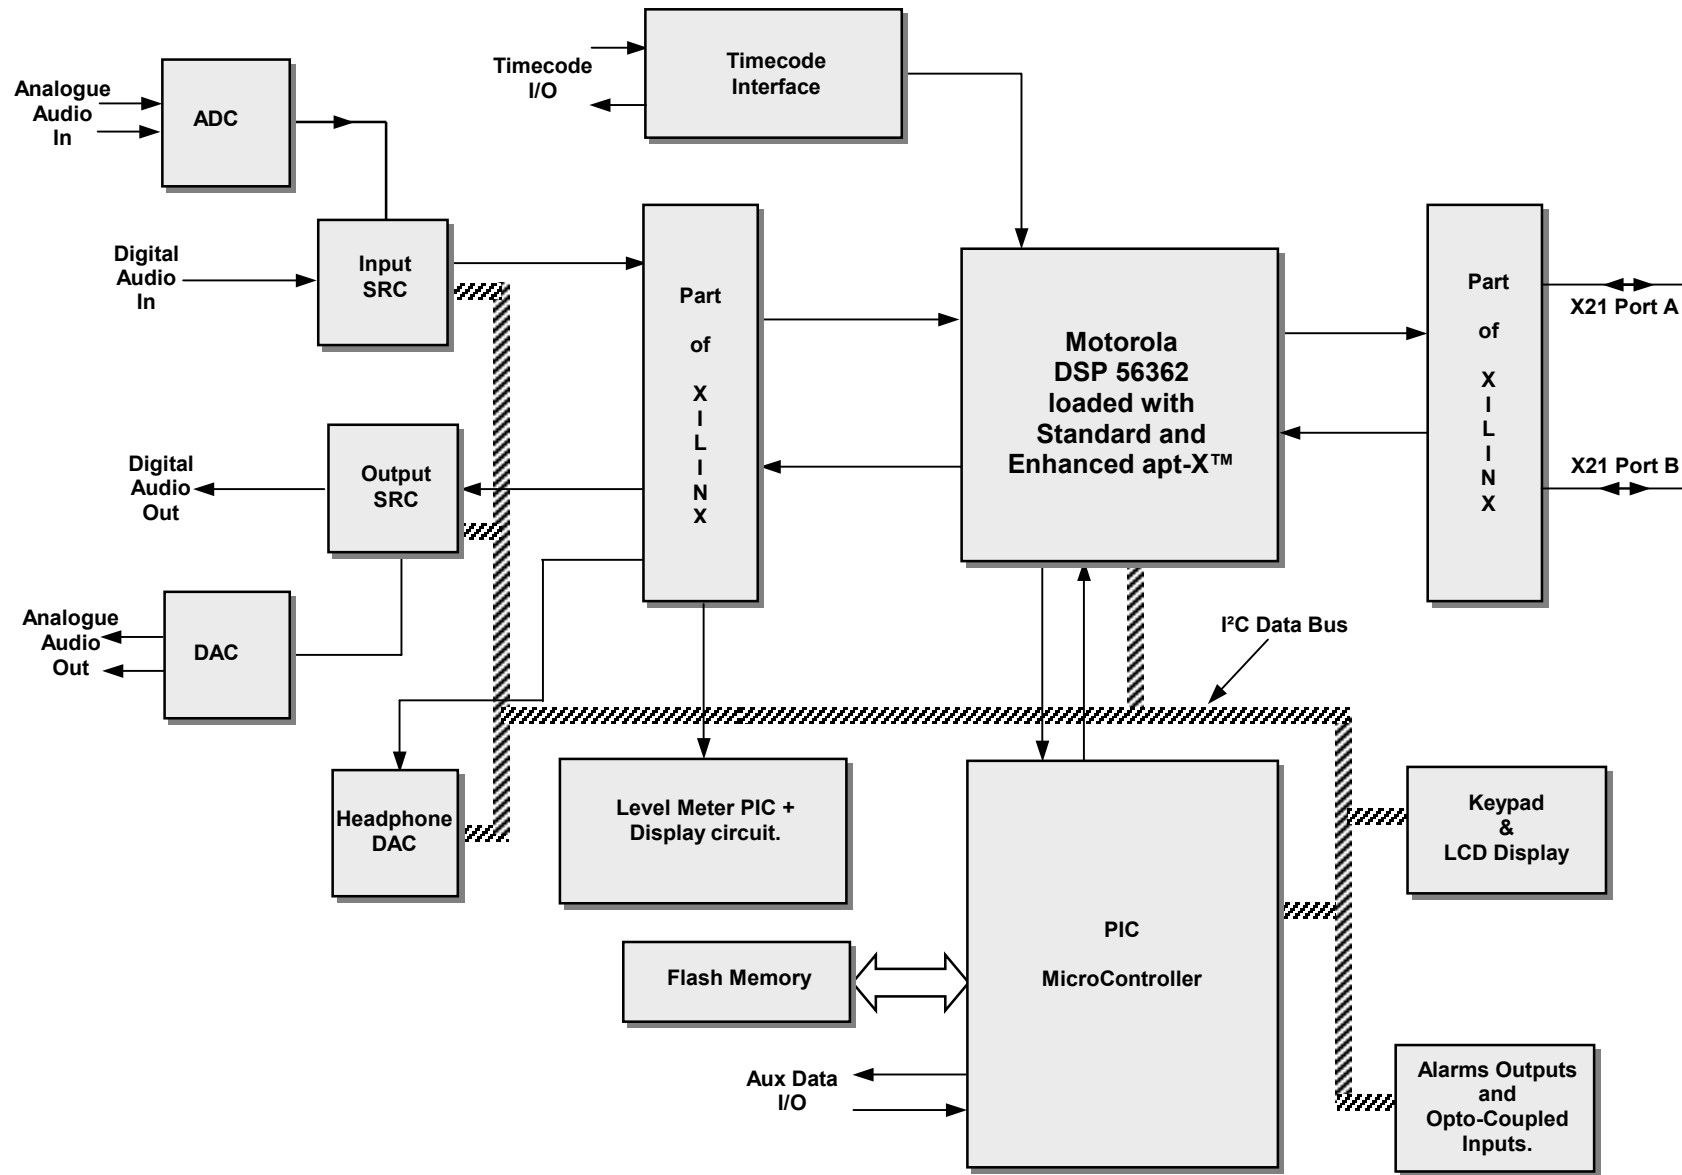 Analogue
Audio
In
ADC
Timecode
I/O
Timecode
Interface
Digital
Audio
In
Input
SRC
Part
of
X
I
L
I
N
X
Motorola
DSP 56362
loaded with
Standard and
Enhanced apt-X™
Part
of
X
I
L
I
N
X
X21 Port A
X21 Port B
Digital
Audio
Out
Output
SRC
Analogue
Audio
Out
DAC
I²C Data Bus
Headphone
DAC
Level Meter PIC +
Display circuit.
Keypad
&
LCD Display
PIC
MicroController
Flash Memory
Aux Data
I/O
Alarms Outputs
and
Opto-Coupled
Inputs.